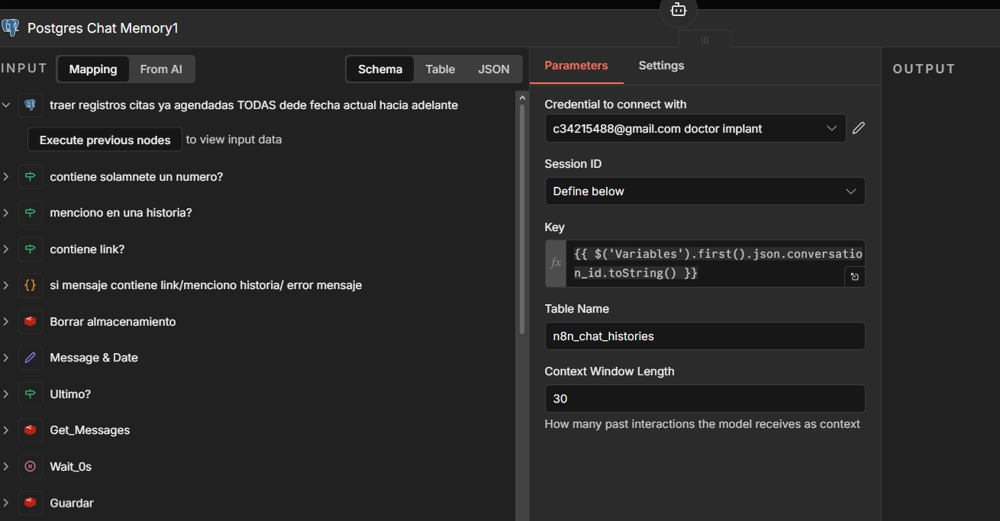 Postgres Chat Memory1
INPUT
Mapping
From AI
Schema
Table
JSON
traer registros citas ya agendadas TODAS dede fecha actual hacia adelante
Execute previous nodes to view input data
contiene solamnete un numero?
menciono en una historia?
contiene link?
si mensaje contiene link/menciono historia/ error mensaje
Borrar almacenamiento
Message & Date
Ultimo?
Get_Messages
Wait_0s
Guardar
Parameters
Settings
Credential to connect with
c34215488@gmail.com doctor implant
Session ID
Define below
Key
fx
{{ $('Variables').first().json.conversatio
n_id.toString() }}
Table Name
n8n_chat_histories
Context Window Length
30
How many past interactions the model receives as context
OUTPUT